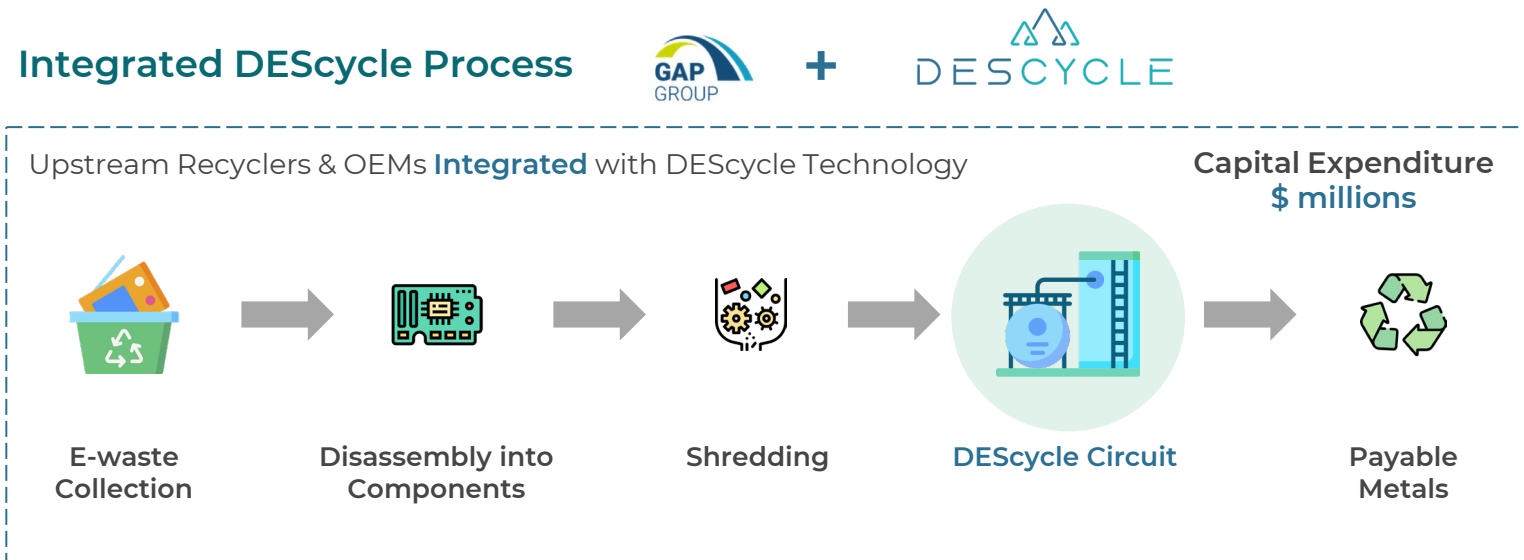 Integrated DEScycle Process
GAP
GROUP
+
DESCYCLE
Upstream Recyclers & OEMs Integrated with DEScycle Technology
Capital Expenditure
$ millions
E-waste
Collection
Disassembly into
Components
Shredding
DEScycle Circuit
Payable
Metals